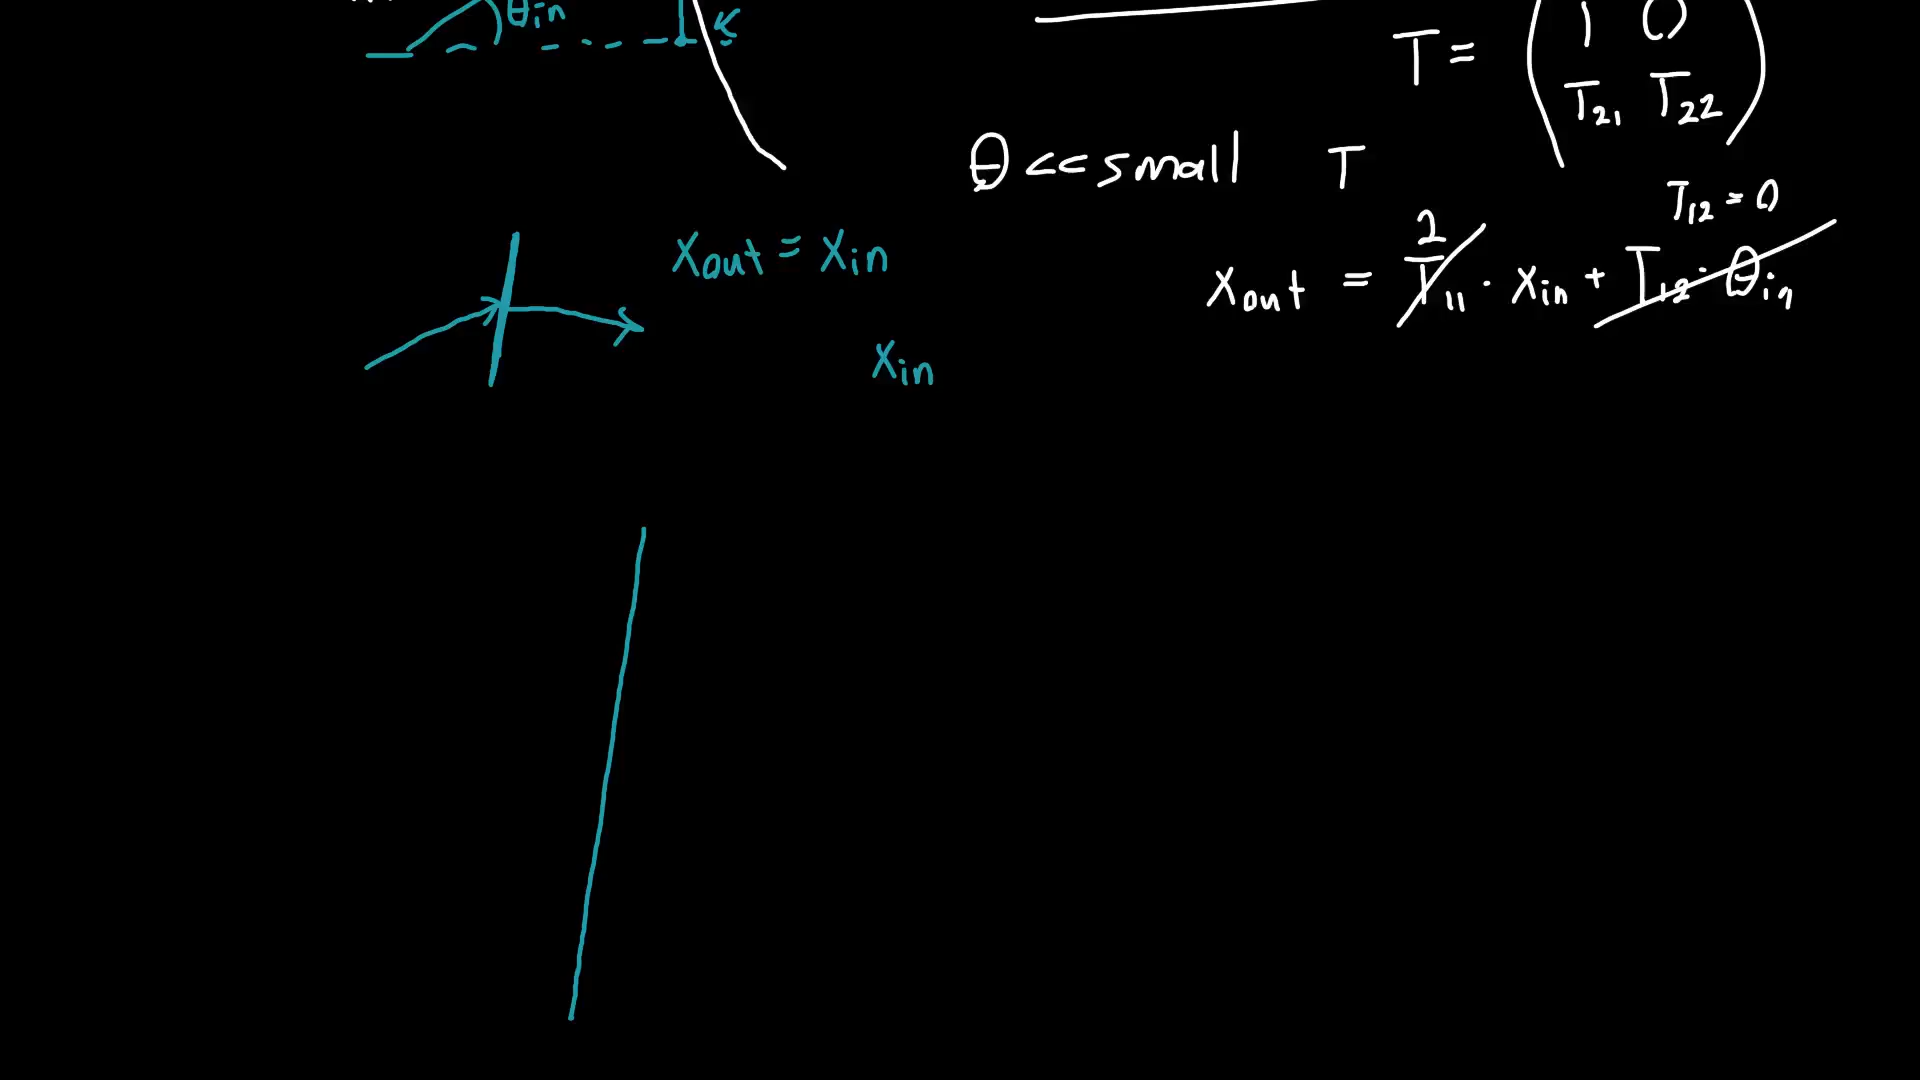 θin
K
T = ( 1 0
T21 T22 )
θ << small T
T12 = 0
xout = xin
2
xout = T11 · xin + T12 · θin
xin